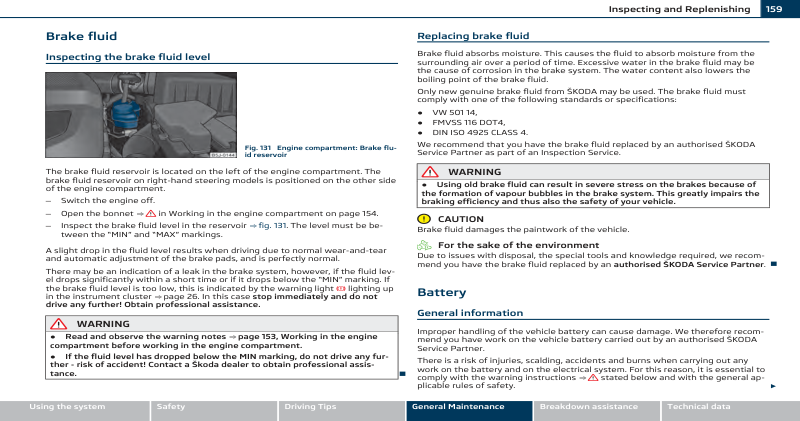 Inspecting and Replenishing 159
Brake fluid
Inspecting the brake fluid level
Fig. 131 Engine compartment: Brake flu-
id reservoir
The brake fluid reservoir is located on the left of the engine compartment. The
brake fluid reservoir on right-hand steering models is positioned on the other side
of the engine compartment.
– Switch the engine off.
– Open the bonnet ⇒ ⚠ in Working in the engine compartment on page 154.
– Inspect the brake fluid level in the reservoir ⇒ fig. 131. The level must be be-
tween the "MIN" and "MAX" markings.
A slight drop in the fluid level results when driving due to normal wear-and-tear
and automatic adjustment of the brake pads, and is perfectly normal.
There may be an indication of a leak in the brake system, however, if the fluid lev-
el drops significantly within a short time or if it drops below the "MIN" marking. If
the brake fluid level is too low, this is indicated by the warning light lighting up
in the instrument cluster ⇒ page 26. In this case stop immediately and do not
drive any further! Obtain professional assistance.
WARNING
● Read and observe the warning notes ⇒ page 153, Working in the engine
compartment before working in the engine compartment.
● If the fluid level has dropped below the MIN marking, do not drive any fur-
ther - risk of accident! Contact a Škoda dealer to obtain professional assis-
tance.
Replacing brake fluid
Brake fluid absorbs moisture. This causes the fluid to absorb moisture from the
surrounding air over a period of time. Excessive water in the brake fluid may be
the cause of corrosion in the brake system. The water content also lowers the
boiling point of the brake fluid.
Only new genuine brake fluid from ŠKODA may be used. The brake fluid must
comply with one of the following standards or specifications:
● VW 501 14,
● FMVSS 116 DOT4,
● DIN ISO 4925 CLASS 4.
We recommend that you have the brake fluid replaced by an authorised ŠKODA
Service Partner as part of an Inspection Service.
WARNING
● Using old brake fluid can result in severe stress on the brakes because of
the formation of vapour bubbles in the brake system. This greatly impairs the
braking efficiency and thus also the safety of your vehicle.
CAUTION
Brake fluid damages the paintwork of the vehicle.
For the sake of the environment
Due to issues with disposal, the special tools and knowledge required, we recom-
mend you have the brake fluid replaced by an authorised ŠKODA Service Partner.
Battery
General information
Improper handling of the vehicle battery can cause damage. We therefore recom-
mend you have work on the vehicle battery carried out by an authorised ŠKODA
Service Partner.
There is a risk of injuries, scalding, accidents and burns when carrying out any
work on the battery and on the electrical system. For this reason, it is essential to
comply with the warning instructions ⇒ ⚠ stated below and with the general ap-
plicable rules of safety.
Using the system Safety Driving Tips General Maintenance Breakdown assistance Technical data